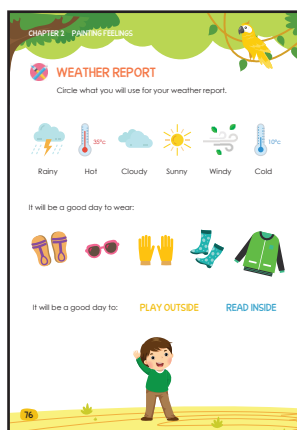 CHAPTER 2 PAINTING FEELINGS
WEATHER REPORT
Circle what you will use for your weather report.
35°c
10°c
Rainy Hot Cloudy Sunny Windy Cold
It will be a good day to wear:
It will be a good day to: PLAY OUTSIDE READ INSIDE
76